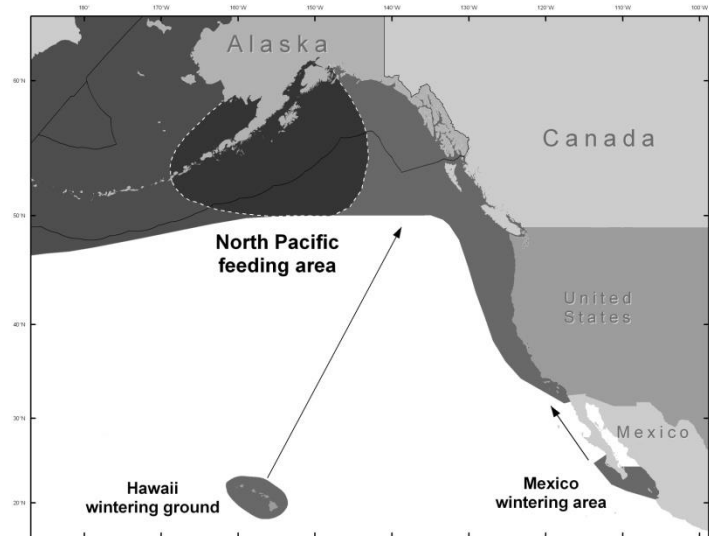 180° 170°W 160°W 150°W 140°W 130°W 120°W 110°W 100°W
Alaska
60°N
Canada
50°N
North Pacific
feeding area
United
States
40°N
30°N
Mexico
Hawaii
wintering ground
Mexico
wintering area
20°N